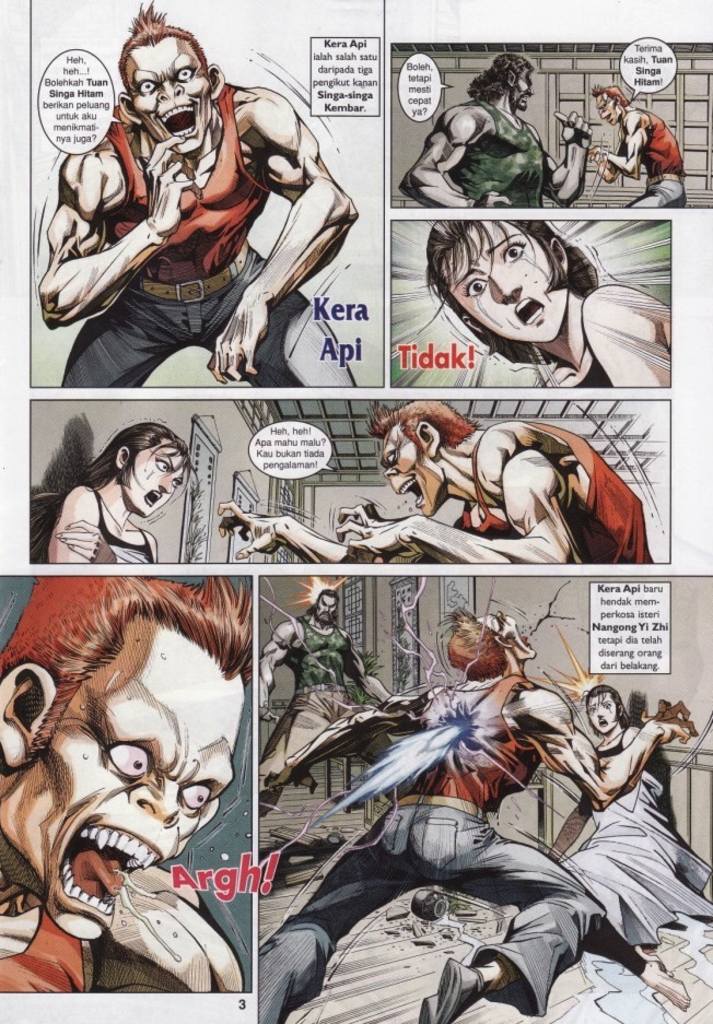 Heh,
heh...!
Bolehkah Tuan
Singa Hitam
berikan peluang
untuk aku
menikmati-
nya juga?
Kera Api
ialah salah satu
daripada tiga
pengikut kanan
Singa-singa
Kembar.
Kera
Api
Boleh,
tetapi
mesti
cepat
ya?
Terima
kasih, Tuan
Singa
Hitam!
Tidak!
Heh, heh!
Apa mahu malu?
Kau bukan tiada
pengalaman!
Argh!
Kera Api baru
hendak mem-
perkosa isteri
Nangong Yi Zhi
tetapi dia telah
diserang orang
dari belakang.
3